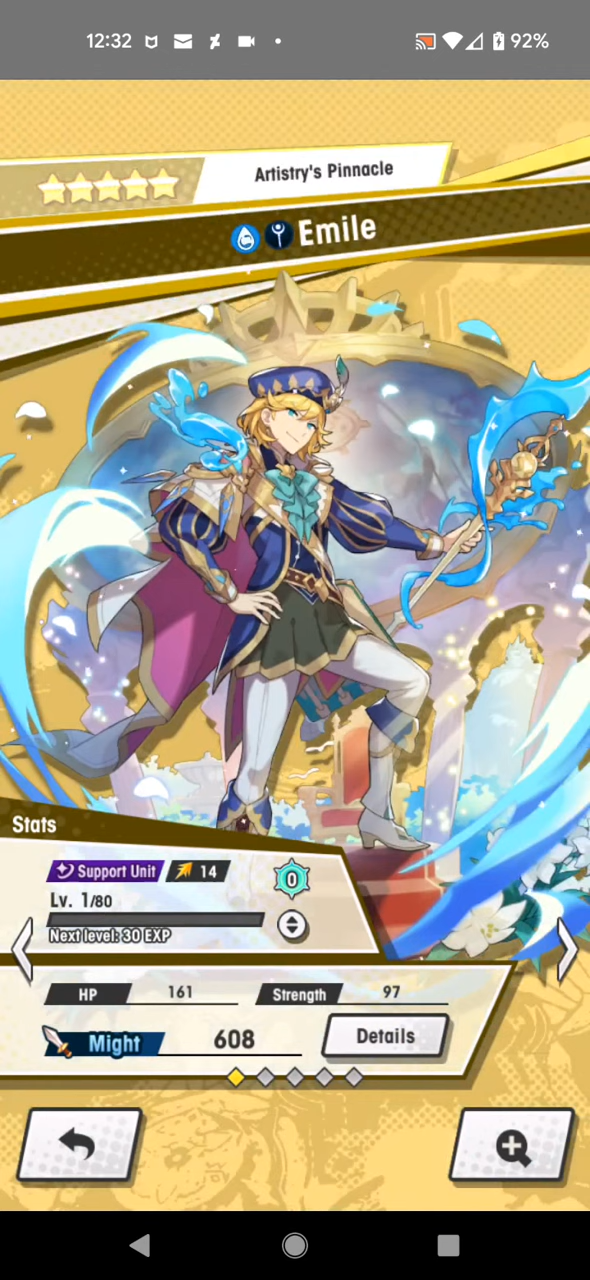 12:32
92%
Artistry's Pinnacle
Emile
Stats
Support Unit 14
0
Lv. 1/80
Next level: 30 EXP
HP 161 Strength 97
Might 608 Details